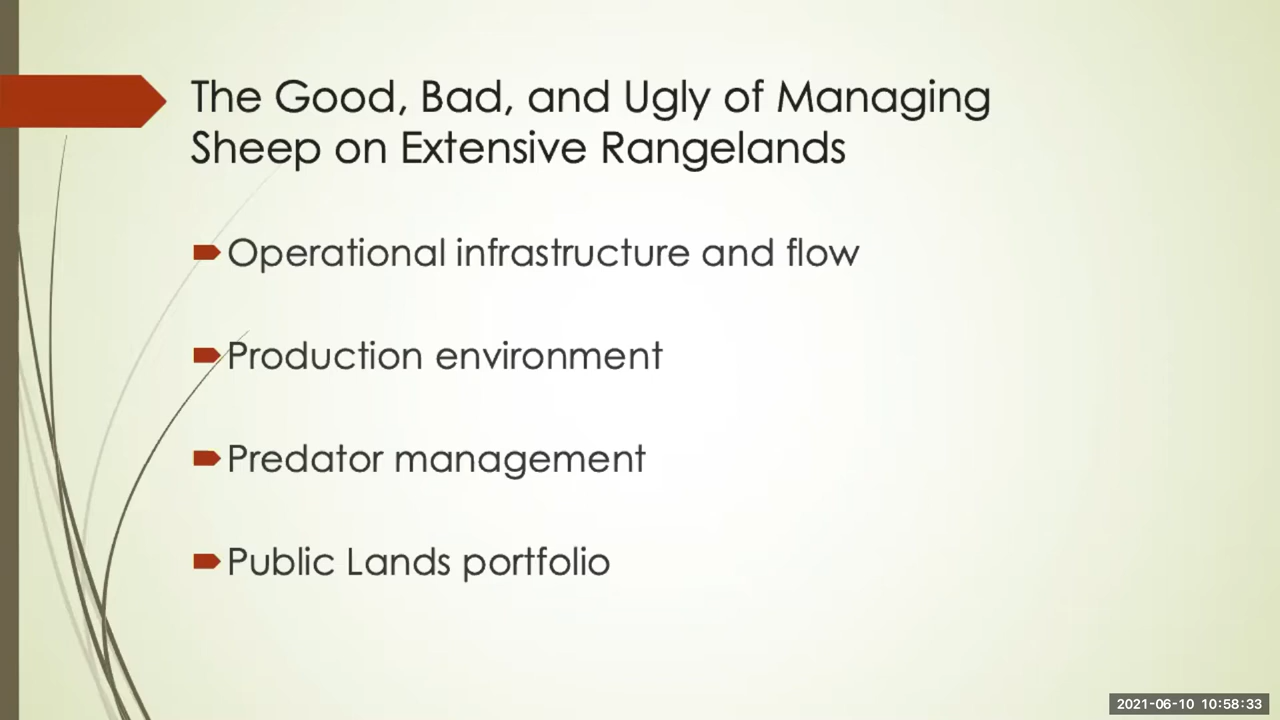 The Good, Bad, and Ugly of Managing
Sheep on Extensive Rangelands
Operational infrastructure and flow
Production environment
Predator management
Public Lands portfolio
2021-06-10 10:58:33